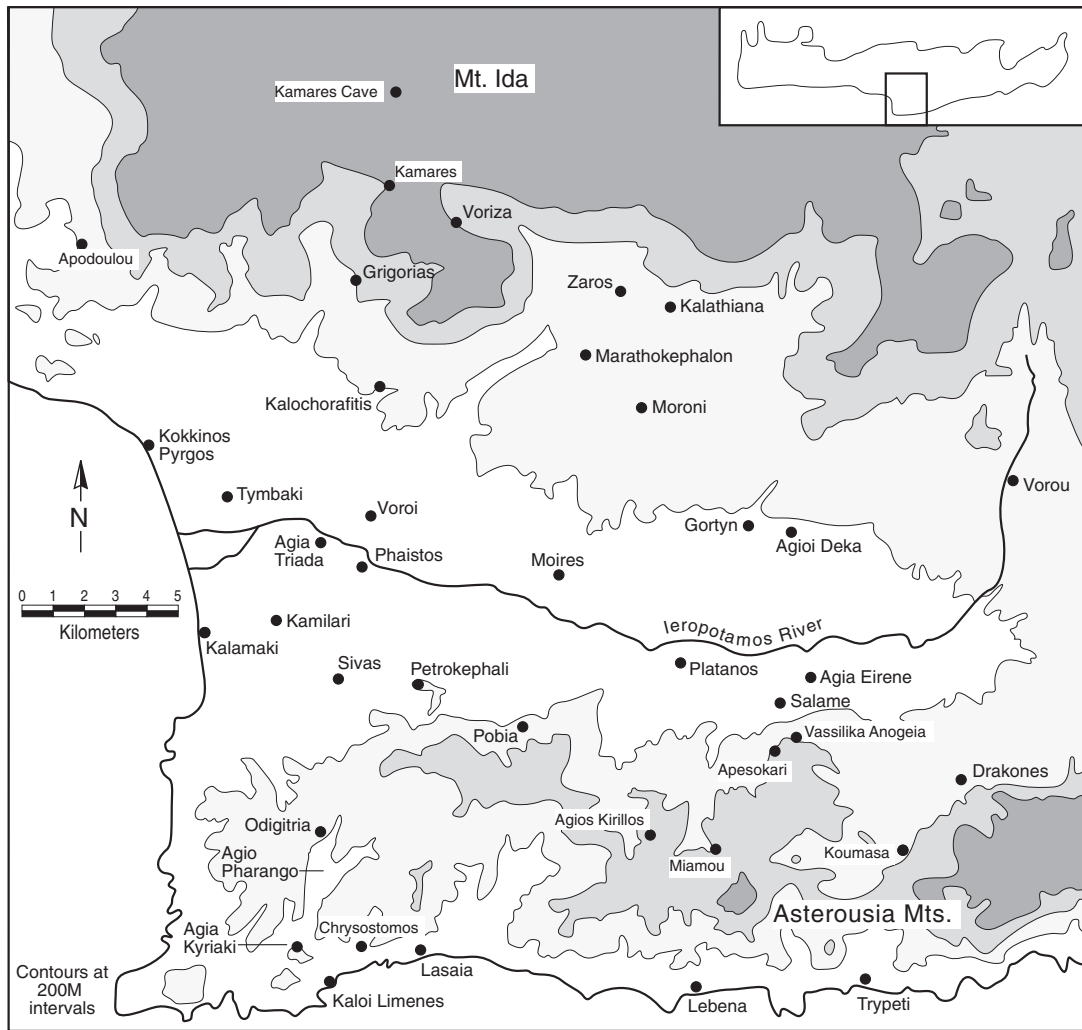 Mt. Ida
Kamares Cave
Kamares
Voriza
Apodoulou
Grigorias
Zaros
Kalathiana
Marathokephalon
Kalochorafitis
Moroni
Kokkinos
Pyrgos
N
Tymbaki
Voroi
Vorou
Gortyn
Agioi Deka
Agia
Triada
Phaistos
Moires
0 1 2 3 4 5
Kilometers
Kamilari
Kalamaki
Ieropotamos River
Sivas
Petrokephali
Platanos
Agia Eirene
Salame
Pobia
Vassilika Anogeia
Apesokari
Drakones
Odigitria
Agios Kirillos
Agio
Pharango
Miamou
Koumasa
Asterousia Mts.
Agia
Kyriaki
Chrysostomos
Lasaia
Contours at
200M
intervals
Kaloi Limenes
Lebena
Trypeti